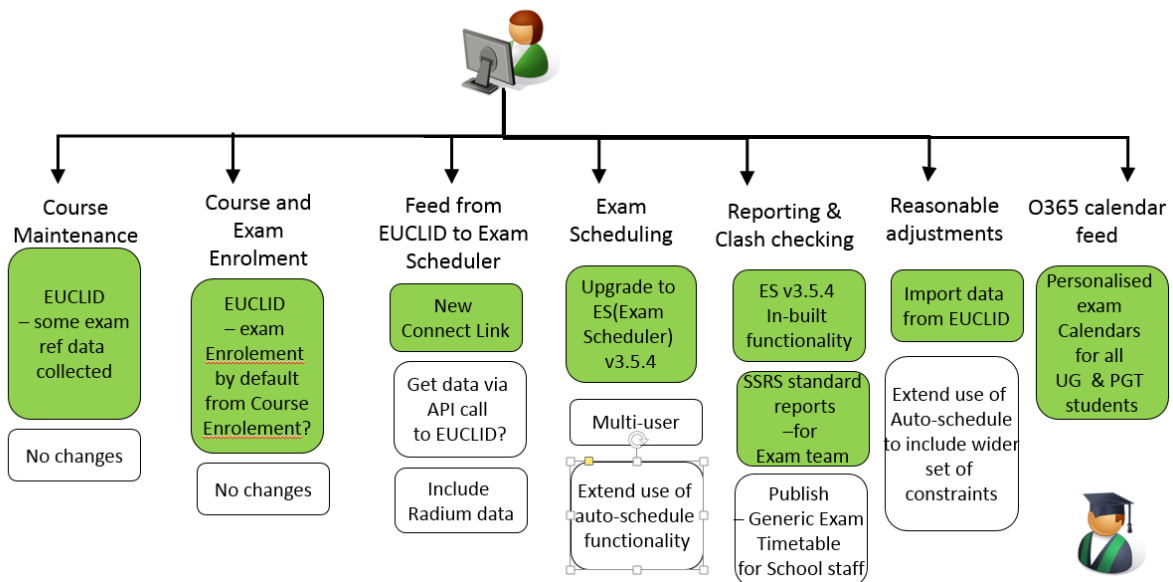 Course
Maintenance
EUCLID
– some exam
ref data
collected
No changes
Course and
Exam
Enrolment
EUCLID
– exam
Enrolement
by default
from Course
Enrolement?
No changes
Feed from
EUCLID to Exam
Scheduler
New
Connect Link
Get data via
API call
to EUCLID?
Include
Radium data
Exam
Scheduling
Upgrade to
ES(Exam
Scheduler)
v3.5.4
Multi-user
Extend use of
auto-schedule
functionality
Reporting &
Clash checking
ES v3.5.4
In-built
functionality
SSRS standard
reports
–for
Exam team
Publish
– Generic Exam
Timetable
for School staff
Reasonable
adjustments
Import data
from EUCLID
Extend use of
Auto-schedule
to include wider
set of
constraints
O365 calendar
feed
Personalised
exam
Calendars
for all
UG & PGT
students